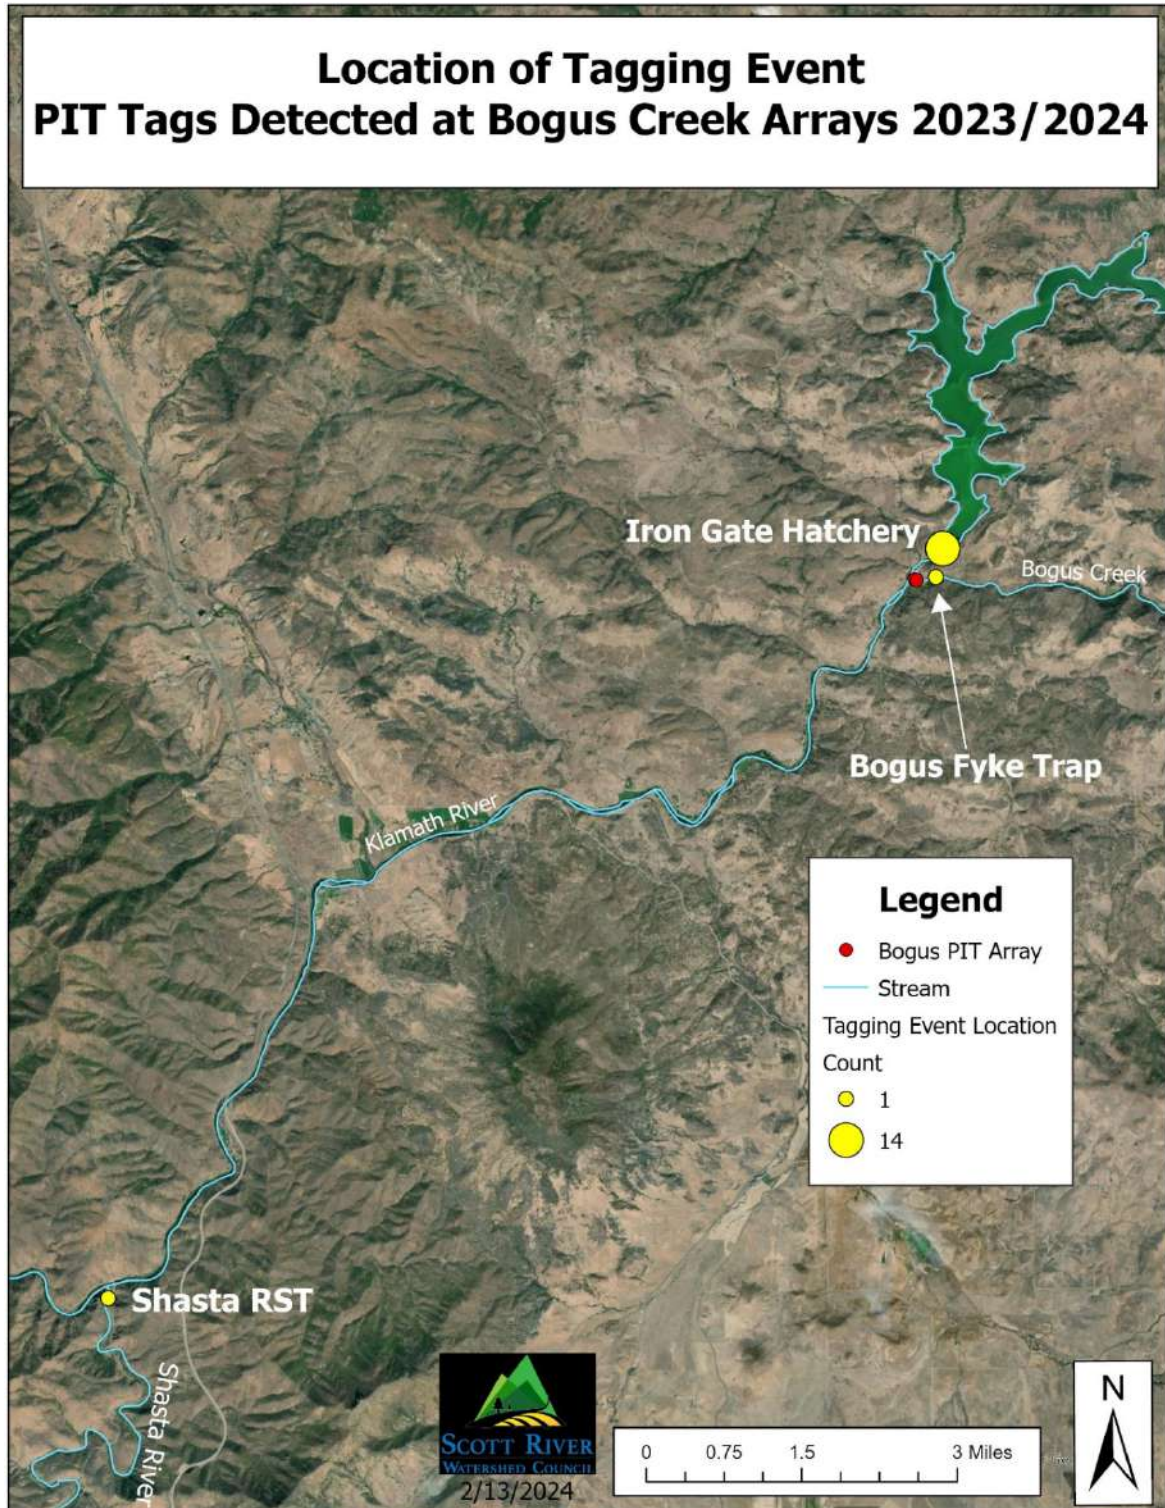 Location of Tagging Event
PIT Tags Detected at Bogus Creek Arrays 2023/2024
Iron Gate Hatchery
Bogus Creek
Bogus Fyke Trap
Klamath River
Legend
Bogus PIT Array
Stream
Tagging Event Location
Count
1
14
Shasta RST
Shasta River
SCOTT RIVER
WATERSHED COUNCIL
2/13/2024
0 0.75 1.5 3 Miles
N